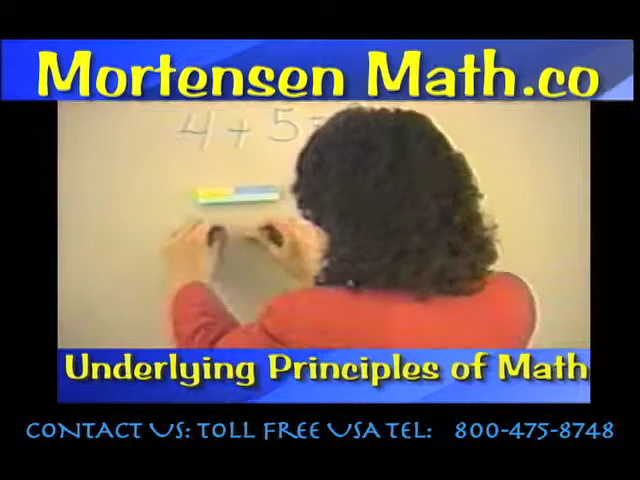 Mortensen Math.co
4 + 5 =
Underlying Principles of Math
CONTACT US: TOLL FREE USA TEL: 800-475-8748